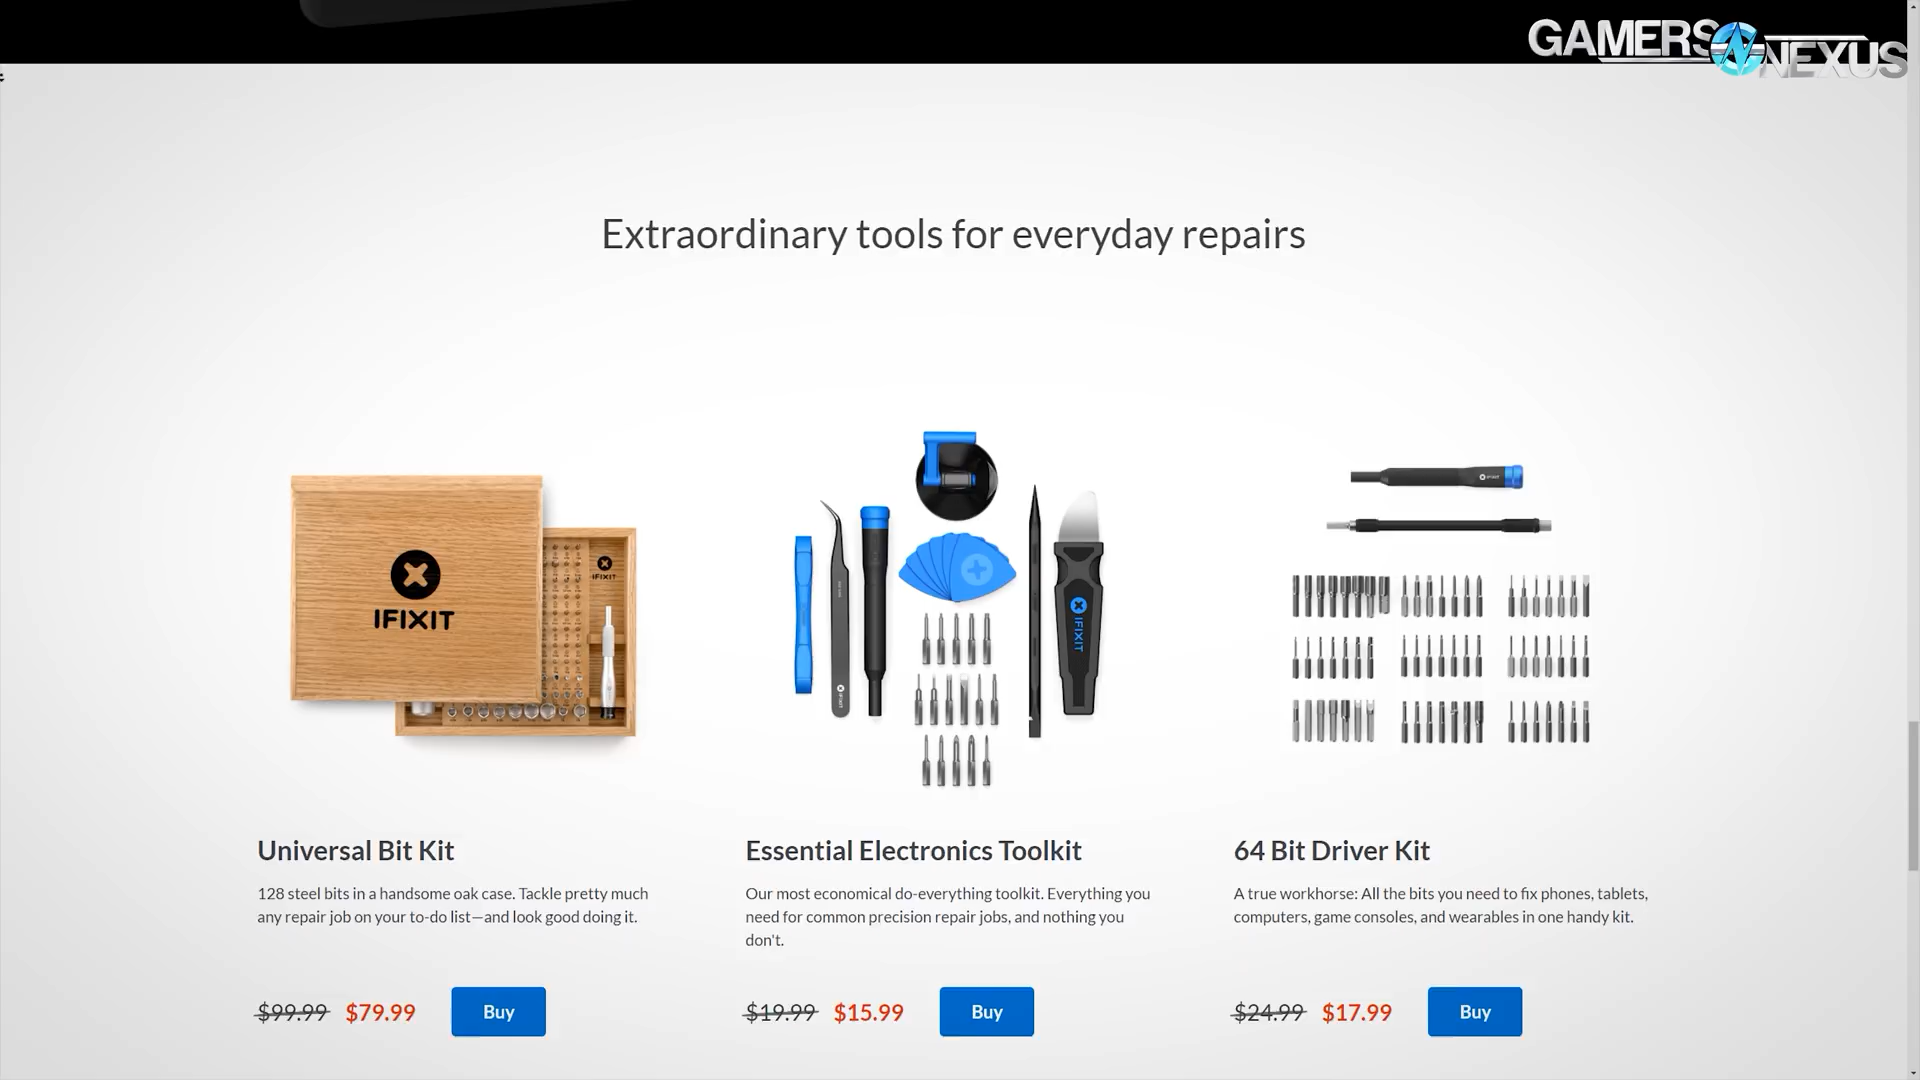 GAMERS NEXUS
Extraordinary tools for everyday repairs
IFIXIT
IFIXIT
IFIXIT
Universal Bit Kit
128 steel bits in a handsome oak case. Tackle pretty much
any repair job on your to-do list—and look good doing it.
$99.99 $79.99 Buy
Essential Electronics Toolkit
Our most economical do-everything toolkit. Everything you
need for common precision repair jobs, and nothing you
don't.
$19.99 $15.99 Buy
64 Bit Driver Kit
A true workhorse: All the bits you need to fix phones, tablets,
computers, game consoles, and wearables in one handy kit.
$24.99 $17.99 Buy